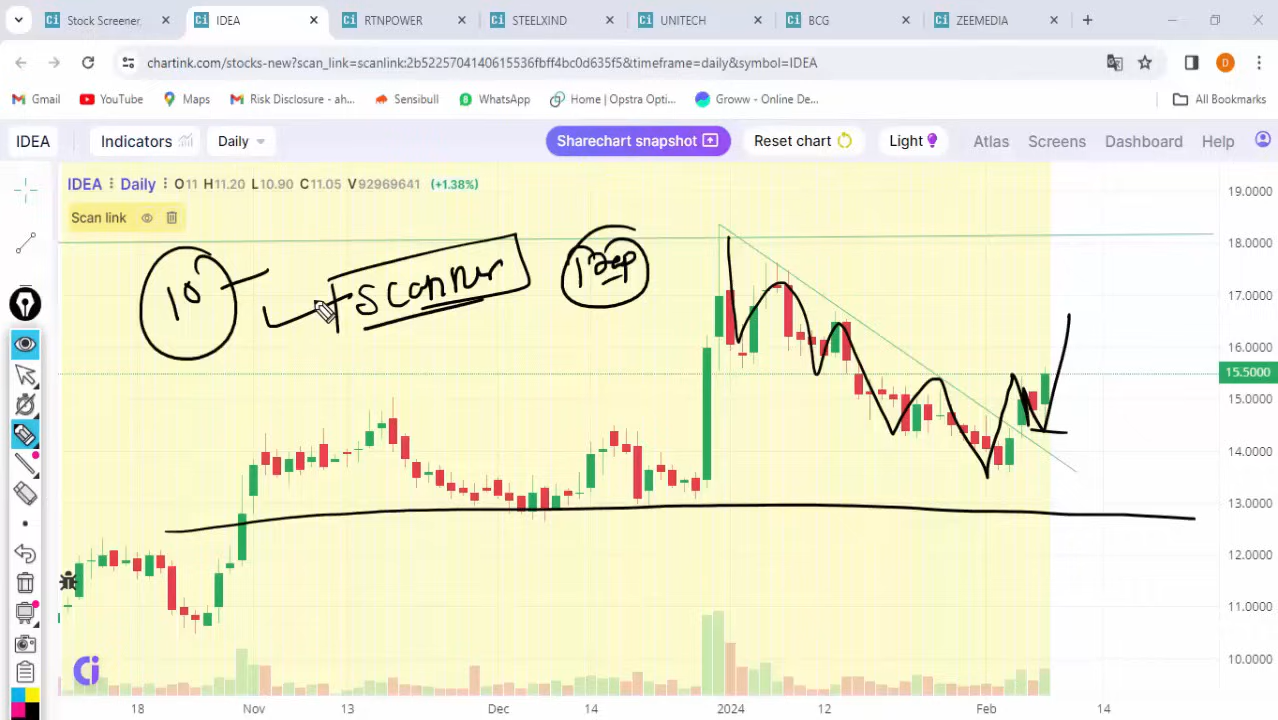 Stock Screener,
IDEA
RTNPOWER
STEELXIND
UNITECH
BCG
ZEEMEDIA
chartink.com/stocks-new?scan_link=scanlink:2b5225704140615536fbff4bc0d635f5&timeframe=daily&symbol=IDEA
D
Gmail
YouTube
Maps
Risk Disclosure - ah...
Sensibull
WhatsApp
Home | Opstra Opti...
Groww - Online De...
All Bookmarks
IDEA
Indicators
Daily
Sharechart snapshot
Reset chart
Light
Atlas
Screens
Dashboard
Help
IDEA
Daily
O11 H11.20 L10.90 C11.05 V92969641 (+1.38%)
Scan link
10
Scanner
19.0000
18.0000
17.0000
16.0000
15.5000
15.0000
14.0000
13.0000
12.0000
11.0000
10.0000
Ci
18
Nov
13
Dec
14
2024
12
Feb
14